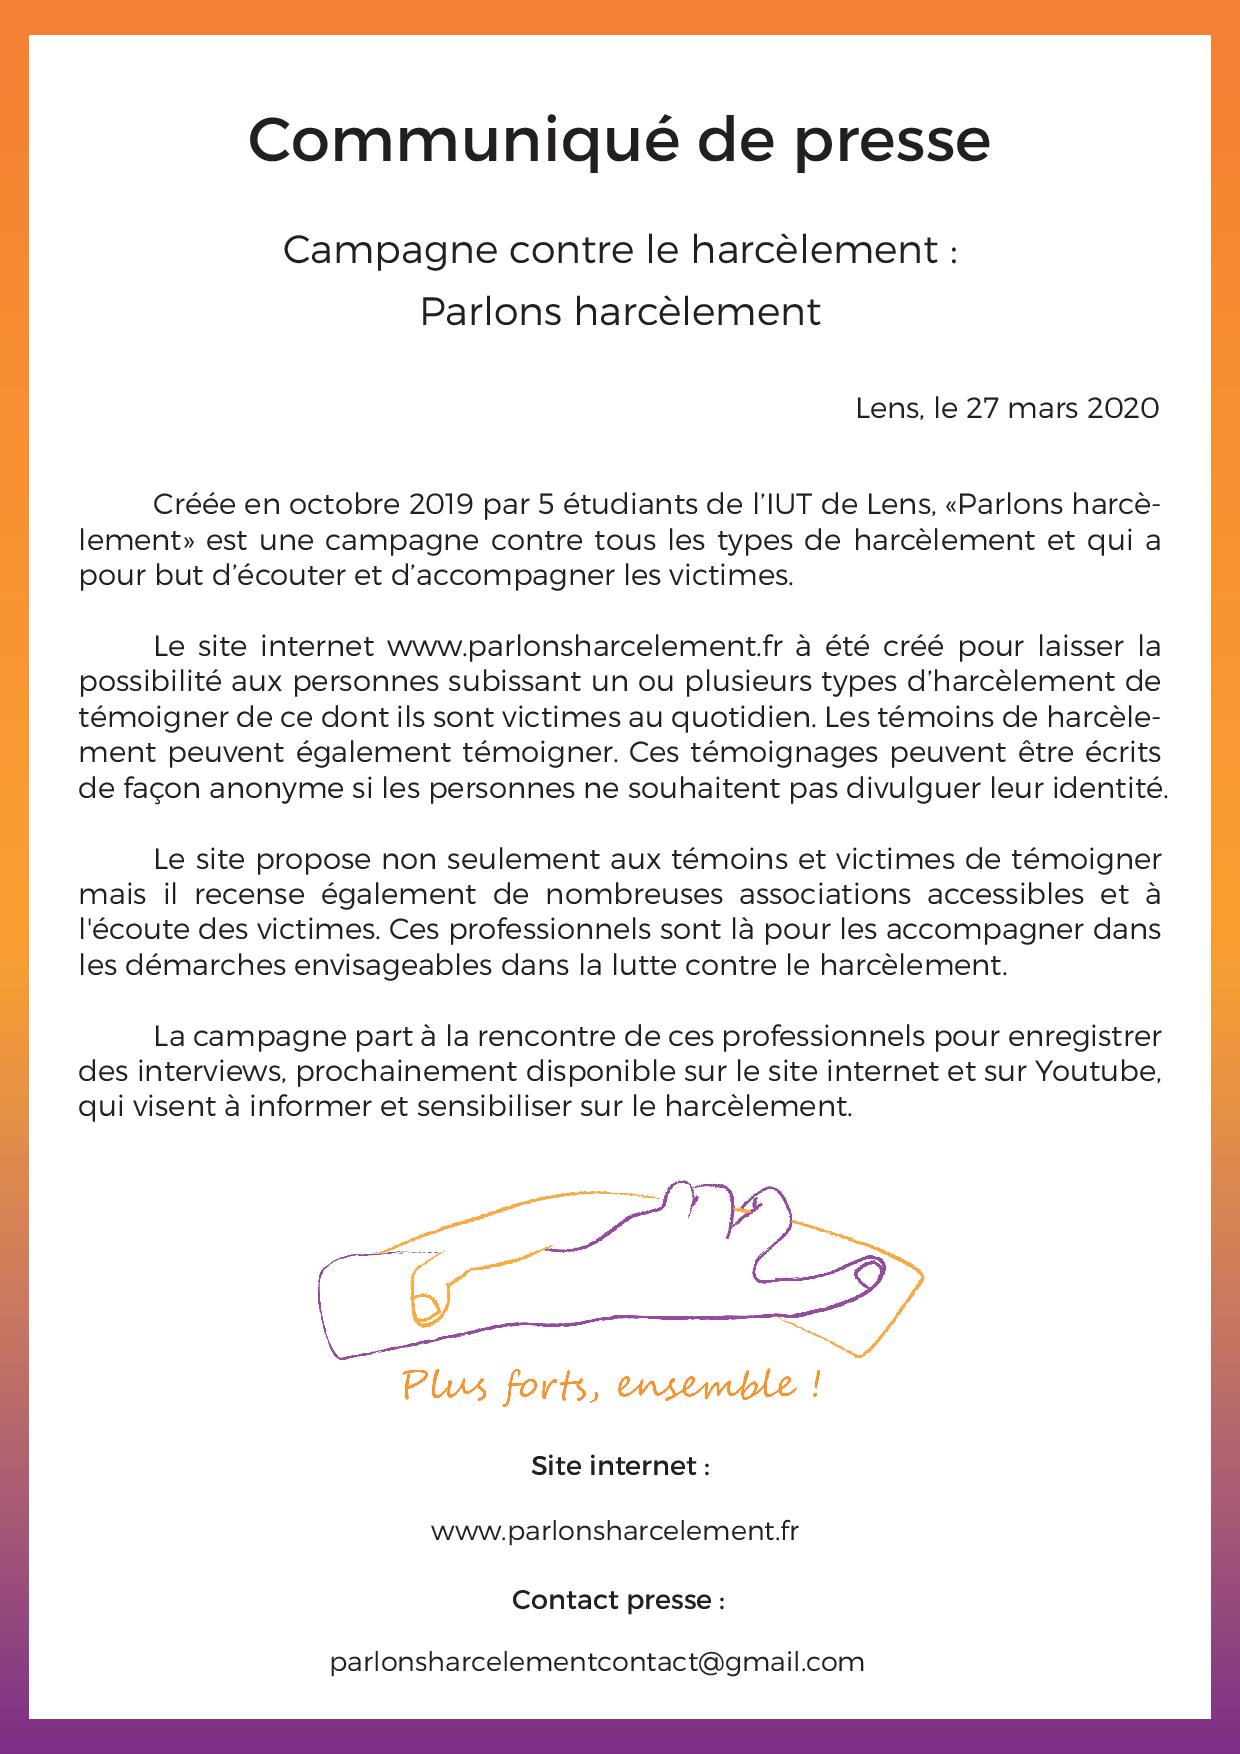 Communiqué de presse
Campagne contre le harcèlement :
Parlons harcèlement
Lens, le 27 mars 2020
Créée en octobre 2019 par 5 étudiants de l’IUT de Lens, «Parlons harcè-
lement» est une campagne contre tous les types de harcèlement et qui a
pour but d’écouter et d’accompagner les victimes.
Le site internet www.parlonsharcelement.fr à été créé pour laisser la
possibilité aux personnes subissant un ou plusieurs types d’harcèlement de
témoigner de ce dont ils sont victimes au quotidien. Les témoins de harcèle-
ment peuvent également témoigner. Ces témoignages peuvent être écrits
de façon anonyme si les personnes ne souhaitent pas divulguer leur identité.
Le site propose non seulement aux témoins et victimes de témoigner
mais il recense également de nombreuses associations accessibles et à
l'écoute des victimes. Ces professionnels sont là pour les accompagner dans
les démarches envisageables dans la lutte contre le harcèlement.
La campagne part à la rencontre de ces professionnels pour enregistrer
des interviews, prochainement disponible sur le site internet et sur Youtube,
qui visent à informer et sensibiliser sur le harcèlement.
Plus forts, ensemble !
Site internet :
www.parlonsharcelement.fr
Contact presse :
parlonsharcelementcontact@gmail.com